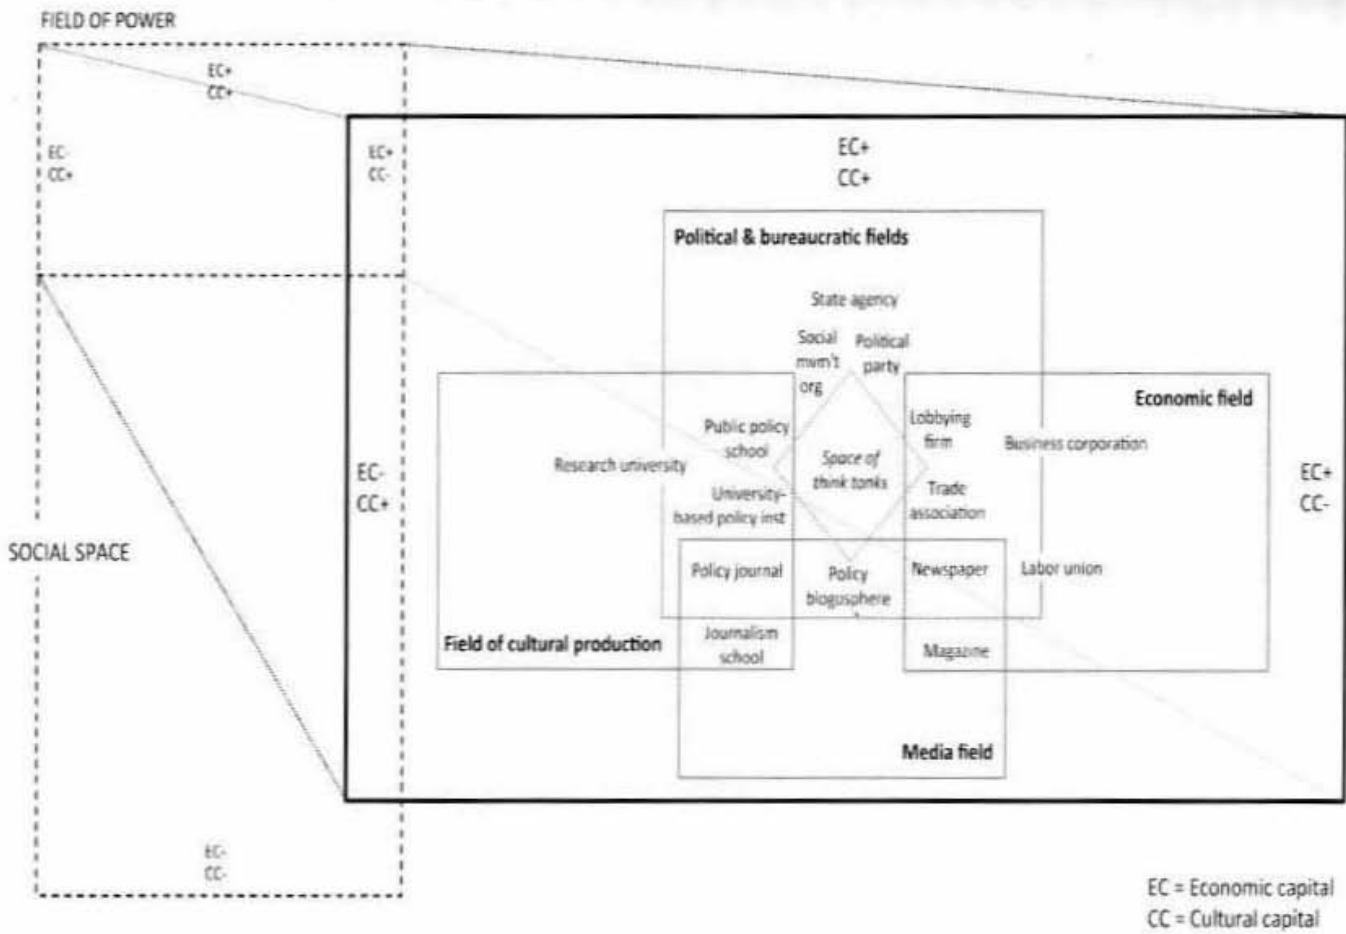 FIELD OF POWER
EC+
CC+
EC-
CC+
EC+
CC-
EC+
CC+
Political & bureaucratic fields
State agency
Social
mvm't
org
Political
party
Economic field
Public policy
school
Lobbying
firm
Business corporation
Research university
Space of
think tanks
EC-
CC+
EC+
CC-
University-
based policy inst
Trade
association
SOCIAL SPACE
Policy journal
Policy
blogosphere
Newspaper
Labor union
Field of cultural production
Journalism
school
Magazine
Media field
EC-
CC-
EC = Economic capital
CC = Cultural capital